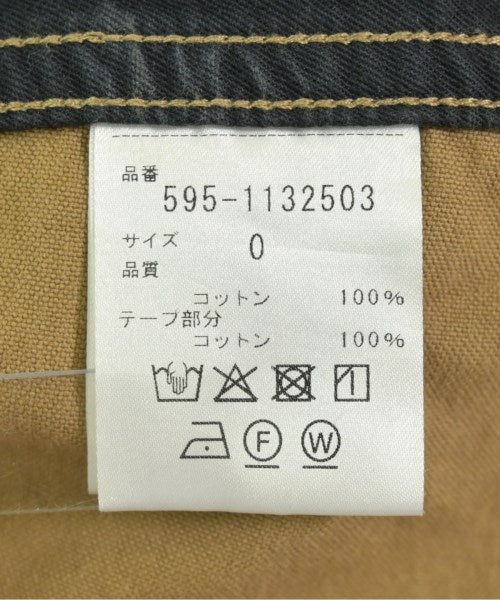 品番
595-1132503
サイズ 0
品質
コットン 100%
テープ部分
コットン 100%
F W